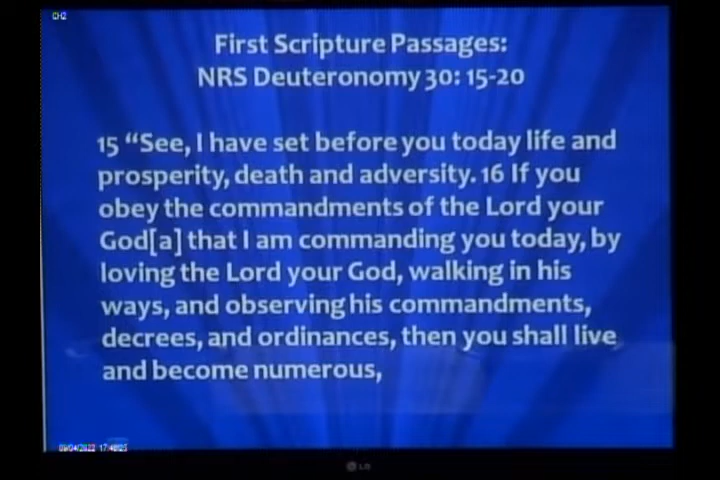 First Scripture Passages:
NRS Deuteronomy 30: 15-20
15 “See, I have set before you today life and
prosperity, death and adversity. 16 If you
obey the commandments of the Lord your
God[a] that I am commanding you today, by
loving the Lord your God, walking in his
ways, and observing his commandments,
decrees, and ordinances, then you shall live
and become numerous,
LG